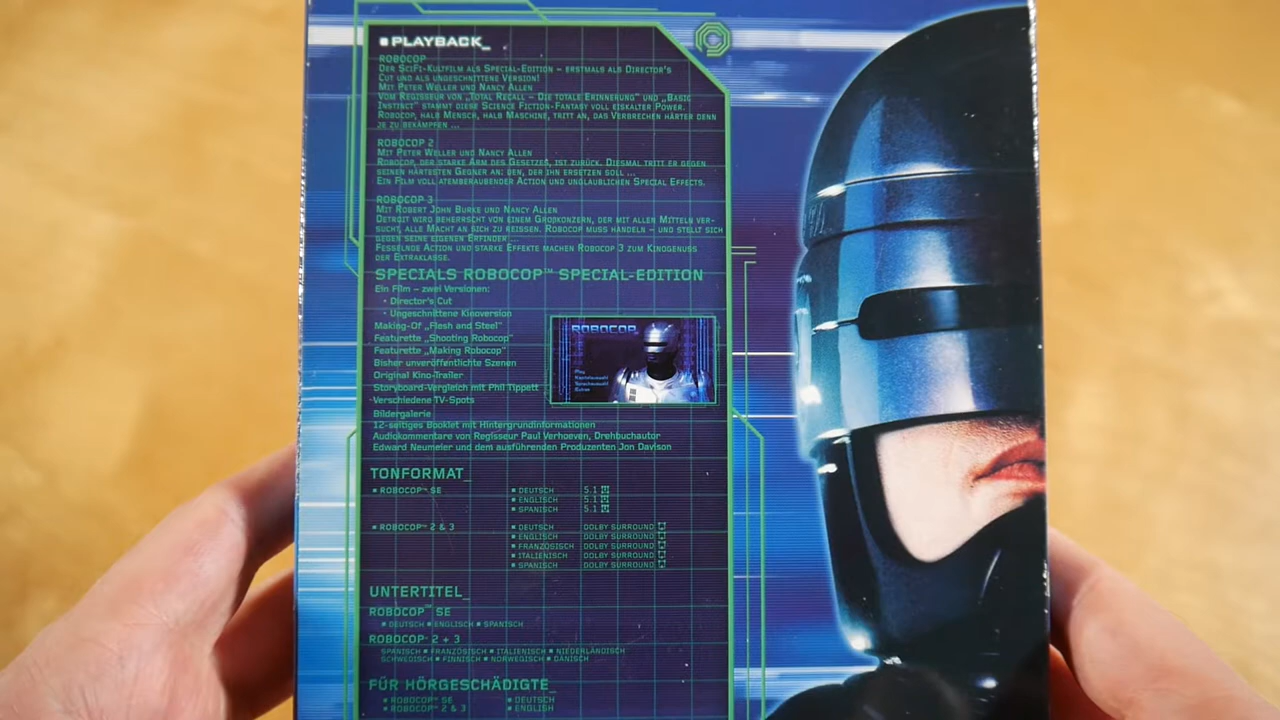 PLAYBACK_
ROBOCOP
DER SCIFI-KULTFILM ALS SPECIAL-EDITION – ERSTMALS ALS DIRECTOR'S
CUT UND ALS UNGESCHNITTENE VERSION!
MIT PETER WELLER UND NANCY ALLEN
VOM REGISSEUR VON „TOTAL RECALL – DIE TOTALE ERINNERUNG" UND „BASIC
INSTINCT" STAMMT DIESE SCIENCE FICTION-FANTASY VOLL EISKALTER POWER.
ROBOCOP, HALB MENSCH, HALB MASCHINE, TRITT AN, DAS VERBRECHEN HÄRTER DENN
JE ZU BEKÄMPFEN ...
ROBOCOP 2
MIT PETER WELLER UND NANCY ALLEN
ROBOCOP, DER STARKE ARM DES GESETZES, IST ZURÜCK. DIESMAL TRITT ER GEGEN
SEINEN HÄRTESTEN GEGNER AN: DEN, DER IHN ERSETZEN SOLL ...
EIN FILM VOLL ATEMBERAUBENDER ACTION UND UNGLAUBLICHEN SPECIAL EFFECTS.
ROBOCOP 3
MIT ROBERT JOHN BURKE UND NANCY ALLEN
DETROIT WIRD BEHERRSCHT VON EINEM GROßKONZERN, DER MIT ALLEN MITTELN VER-
SUCHT, ALLE MACHT AN SICH ZU REISSEN. ROBOCOP MUSS HANDELN – UND STELLT SICH
GEGEN SEINE EIGENEN ERFINDER ...
FESSELNDE ACTION UND STARKE EFFEKTE MACHEN ROBOCOP 3 ZUM KINOGENUSS
DER EXTRAKLASSE.
SPECIALS ROBOCOP™ SPECIAL-EDITION
Ein Film – zwei Versionen:
• Director's Cut
• Ungeschnittene Kinoversion
Making-Of „Flesh and Steel"
Featurette „Shooting Robocop"
Featurette „Making Robocop"
Bisher unveröffentlichte Szenen
Original Kino-Trailer
Storyboard-Vergleich mit Phil Tippett
Verschiedene TV-Spots
Bildergalerie
12-seitiges Booklet mit Hintergrundinformationen
Audiokommentare von Regisseur Paul Verhoeven, Drehbuchautor
Edward Neumeier und dem ausführenden Produzenten Jon Davison
ROBOCOP
Play
Kapitelauswahl
Sprachauswahl
Extras
TONFORMAT_
▪ ROBOCOP™ SE ▪ DEUTSCH 5.1
▪ ENGLISCH 5.1
▪ SPANISCH 5.1
▪ ROBOCOP™ 2 & 3 ▪ DEUTSCH DOLBY SURROUND
▪ ENGLISCH DOLBY SURROUND
▪ FRANZÖSISCH DOLBY SURROUND
▪ ITALIENISCH DOLBY SURROUND
▪ SPANISCH DOLBY SURROUND
UNTERTITEL_
ROBOCOP™ SE
▪ DEUTSCH ▪ ENGLISCH ▪ SPANISCH
ROBOCOP™ 2 + 3
SPANISCH ▪ FRANZÖSISCH ▪ ITALIENISCH ▪ NIEDERLÄNDISCH
SCHWEDISCH ▪ FINNISCH ▪ NORWEGISCH ▪ DÄNISCH
FÜR HÖRGESCHÄDIGTE_
▪ ROBOCOP™ SE ▪ DEUTSCH
▪ ROBOCOP™ 2 & 3 ▪ ENGLISH